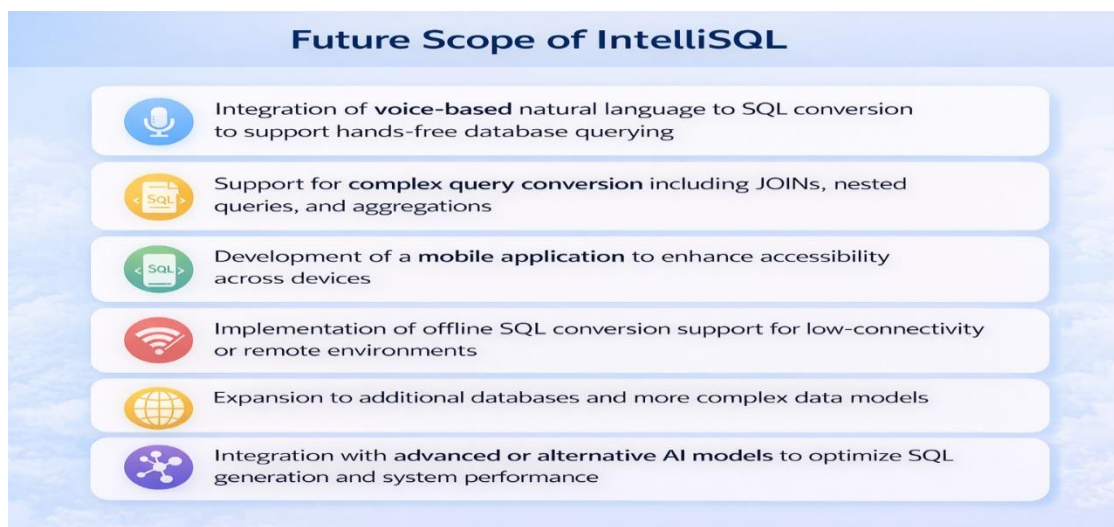 Future Scope of IntelliSQL
Integration of voice-based natural language to SQL conversion
to support hands-free database querying
< SQL >
Support for complex query conversion including JOINs, nested
queries, and aggregations
< SQL >
Development of a mobile application to enhance accessibility
across devices
Implementation of offline SQL conversion support for low-connectivity
or remote environments
Expansion to additional databases and more complex data models
Integration with advanced or alternative AI models to optimize SQL
generation and system performance